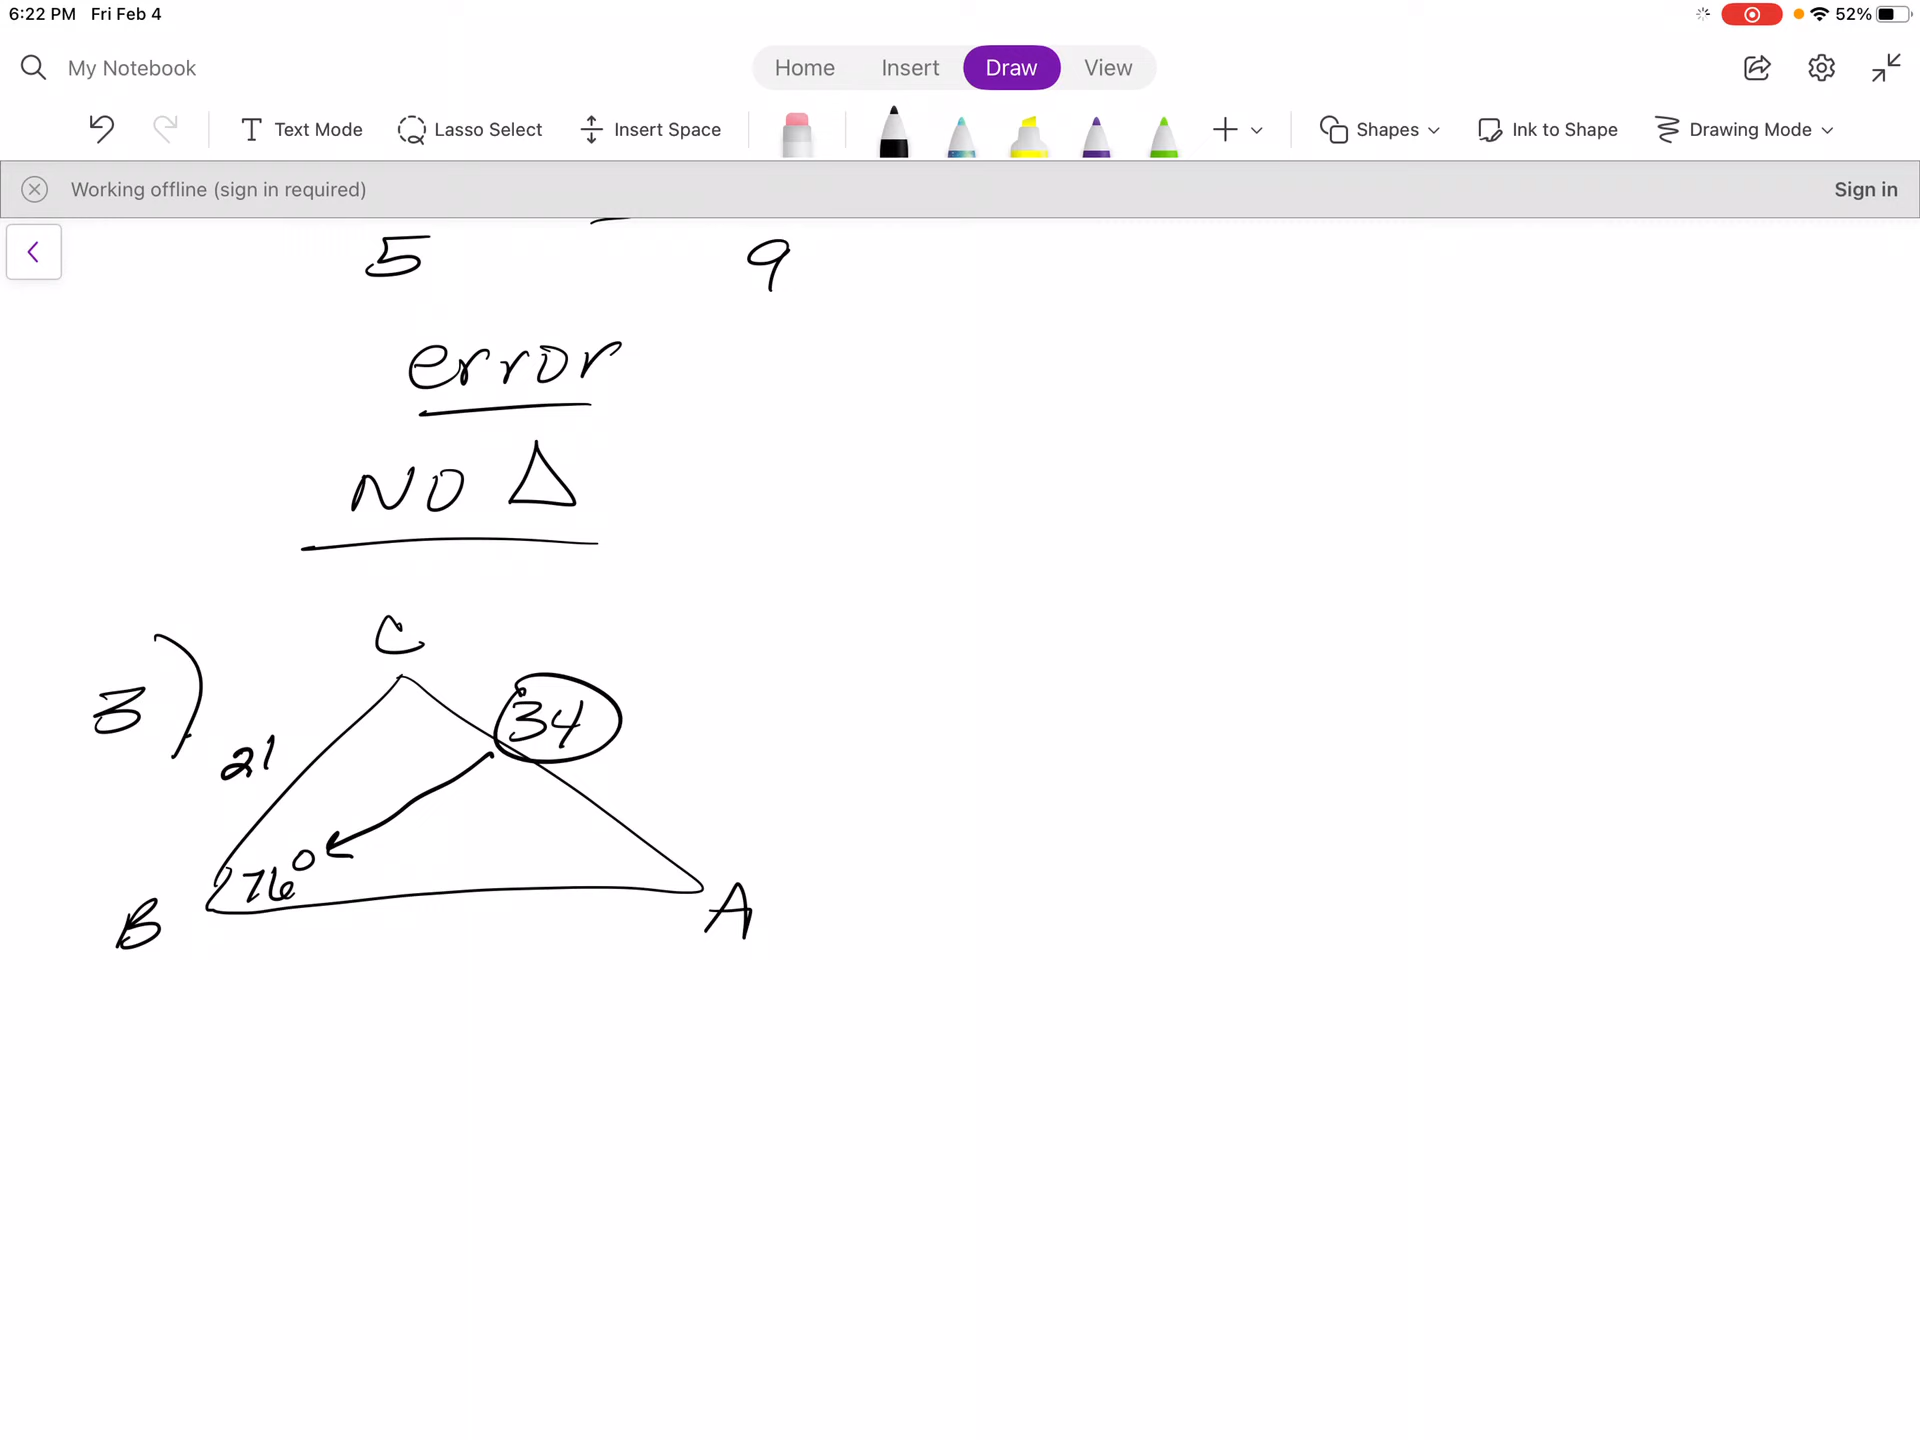 6:22 PM Fri Feb 4
52%
My Notebook
Home Insert Draw View
Text Mode Lasso Select Insert Space Shapes Ink to Shape Drawing Mode
Working offline (sign in required) Sign in
5 9
error
NO Δ
C
3) 34
21
76°
B A